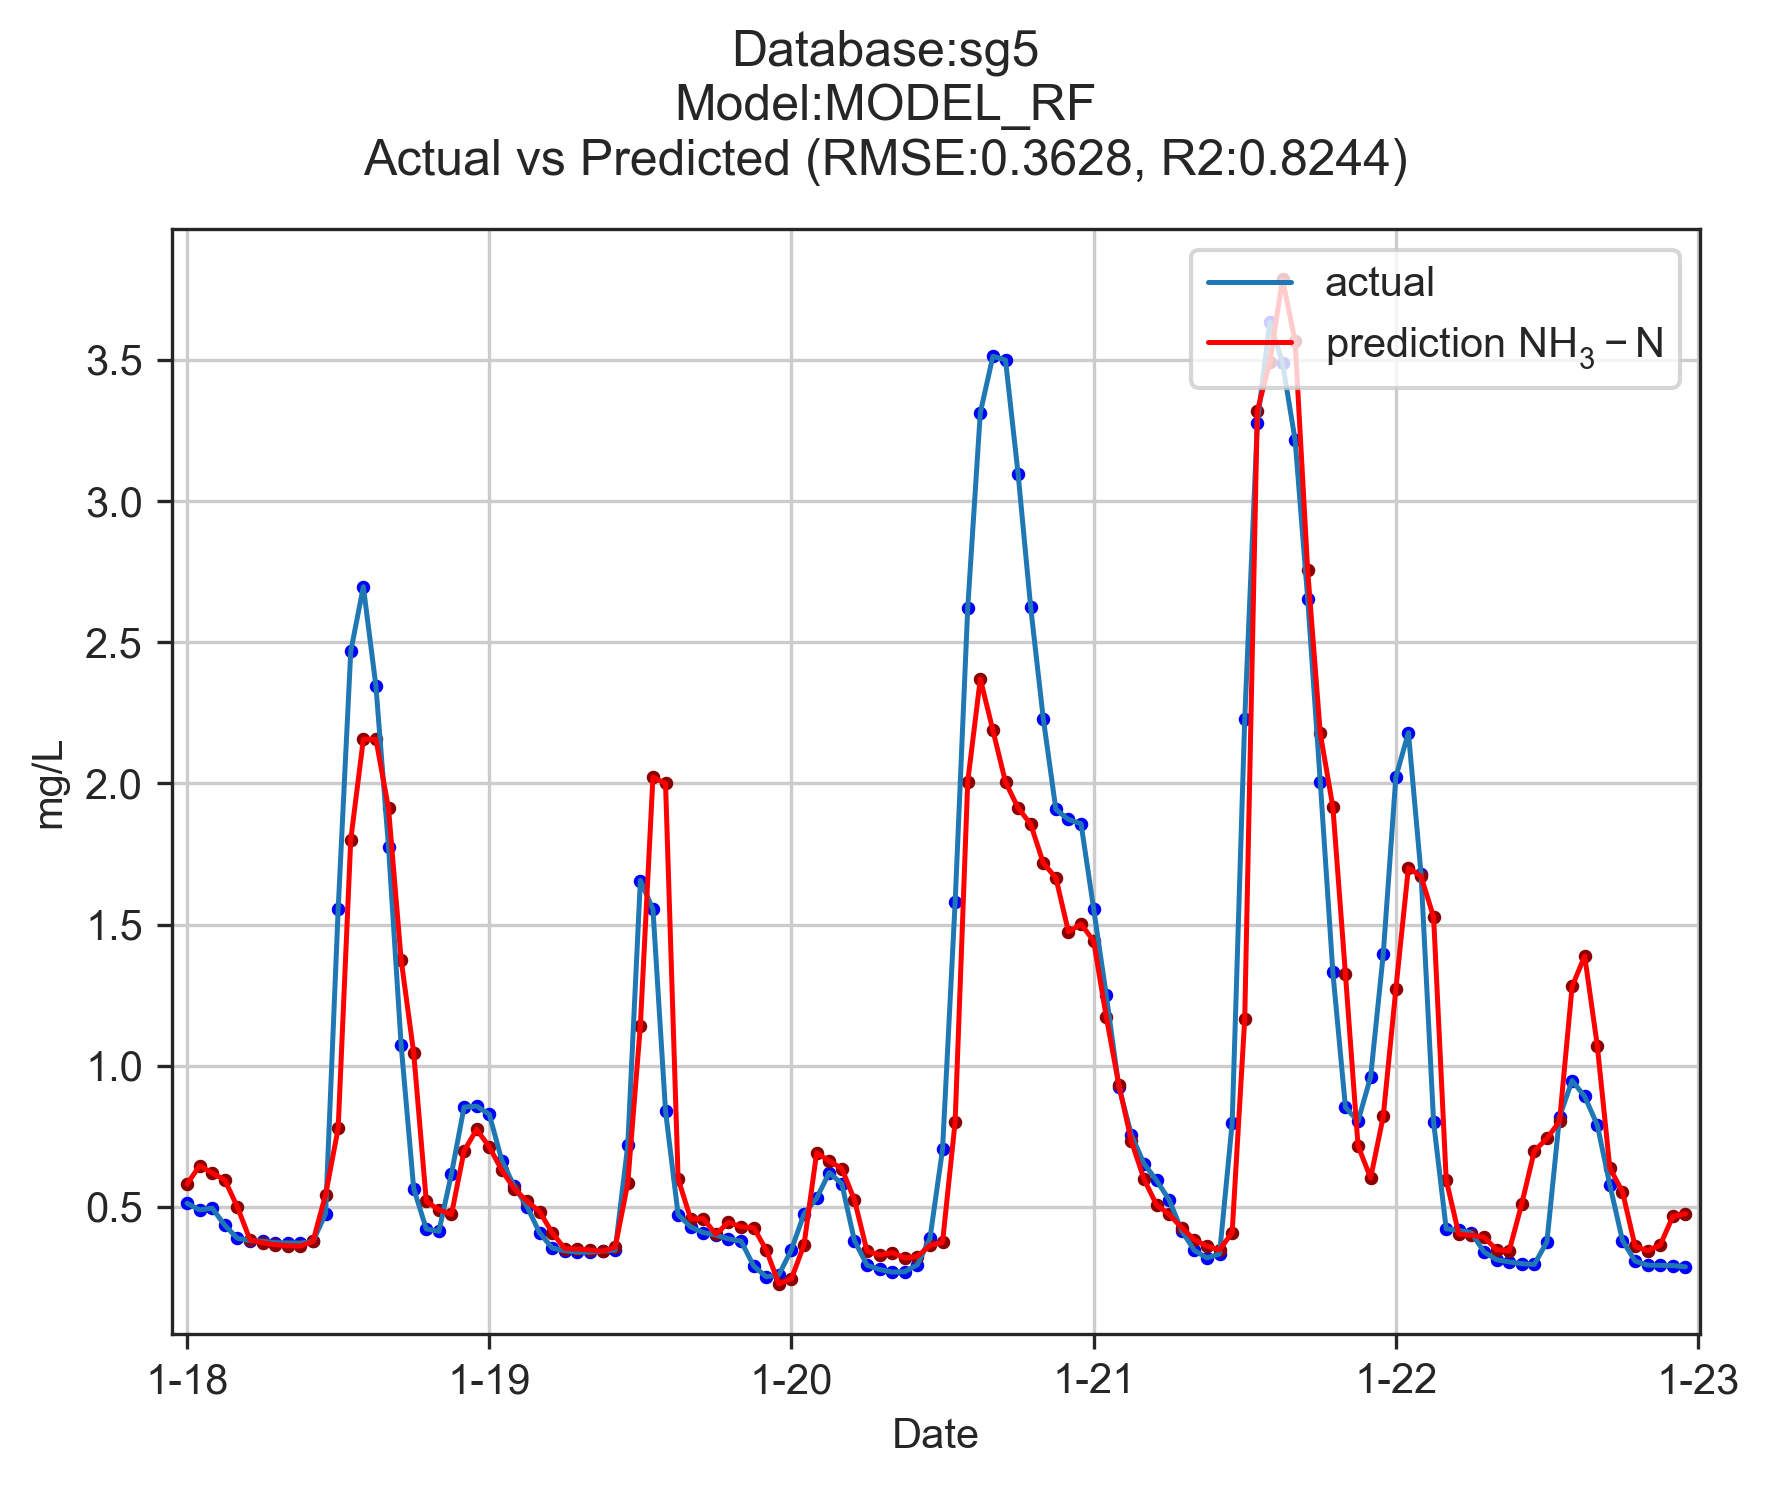 Database:sg5
Model:MODEL_RF
Actual vs Predicted (RMSE:0.3628, R2:0.8244)
actual
prediction NH₃ − N
3.5
3.0
2.5
2.0
1.5
1.0
0.5
mg/L
1-18 1-19 1-20 1-21 1-22 1-23
Date